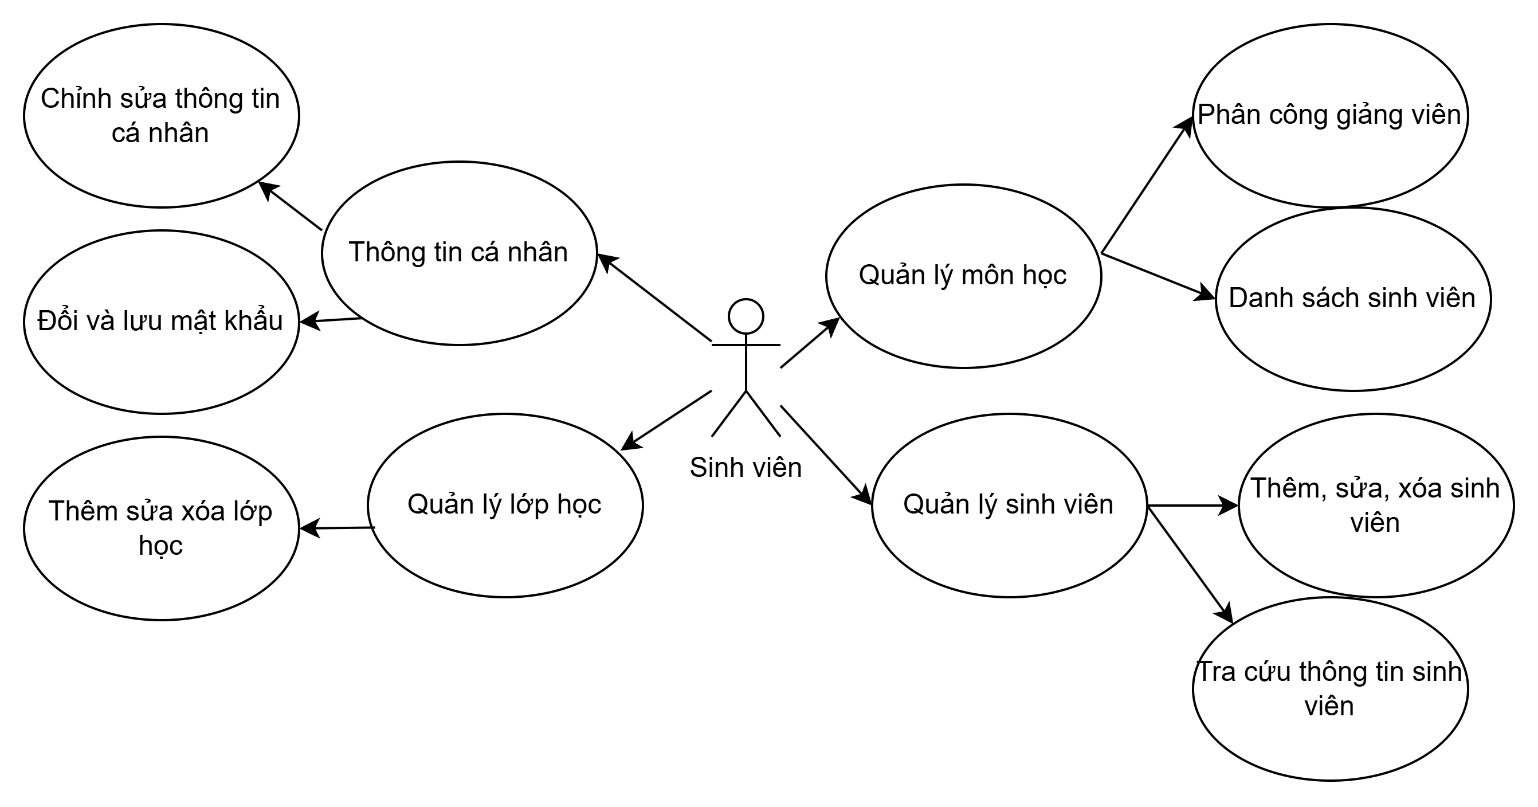 Chỉnh sửa thông tin
cá nhân
Phân công giảng viên
Thông tin cá nhân
Quản lý môn học
Danh sách sinh viên
Đổi và lưu mật khẩu
Sinh viên
Thêm sửa xóa lớp
học
Quản lý lớp học
Quản lý sinh viên
Thêm, sửa, xóa sinh
viên
Tra cứu thông tin sinh
viên